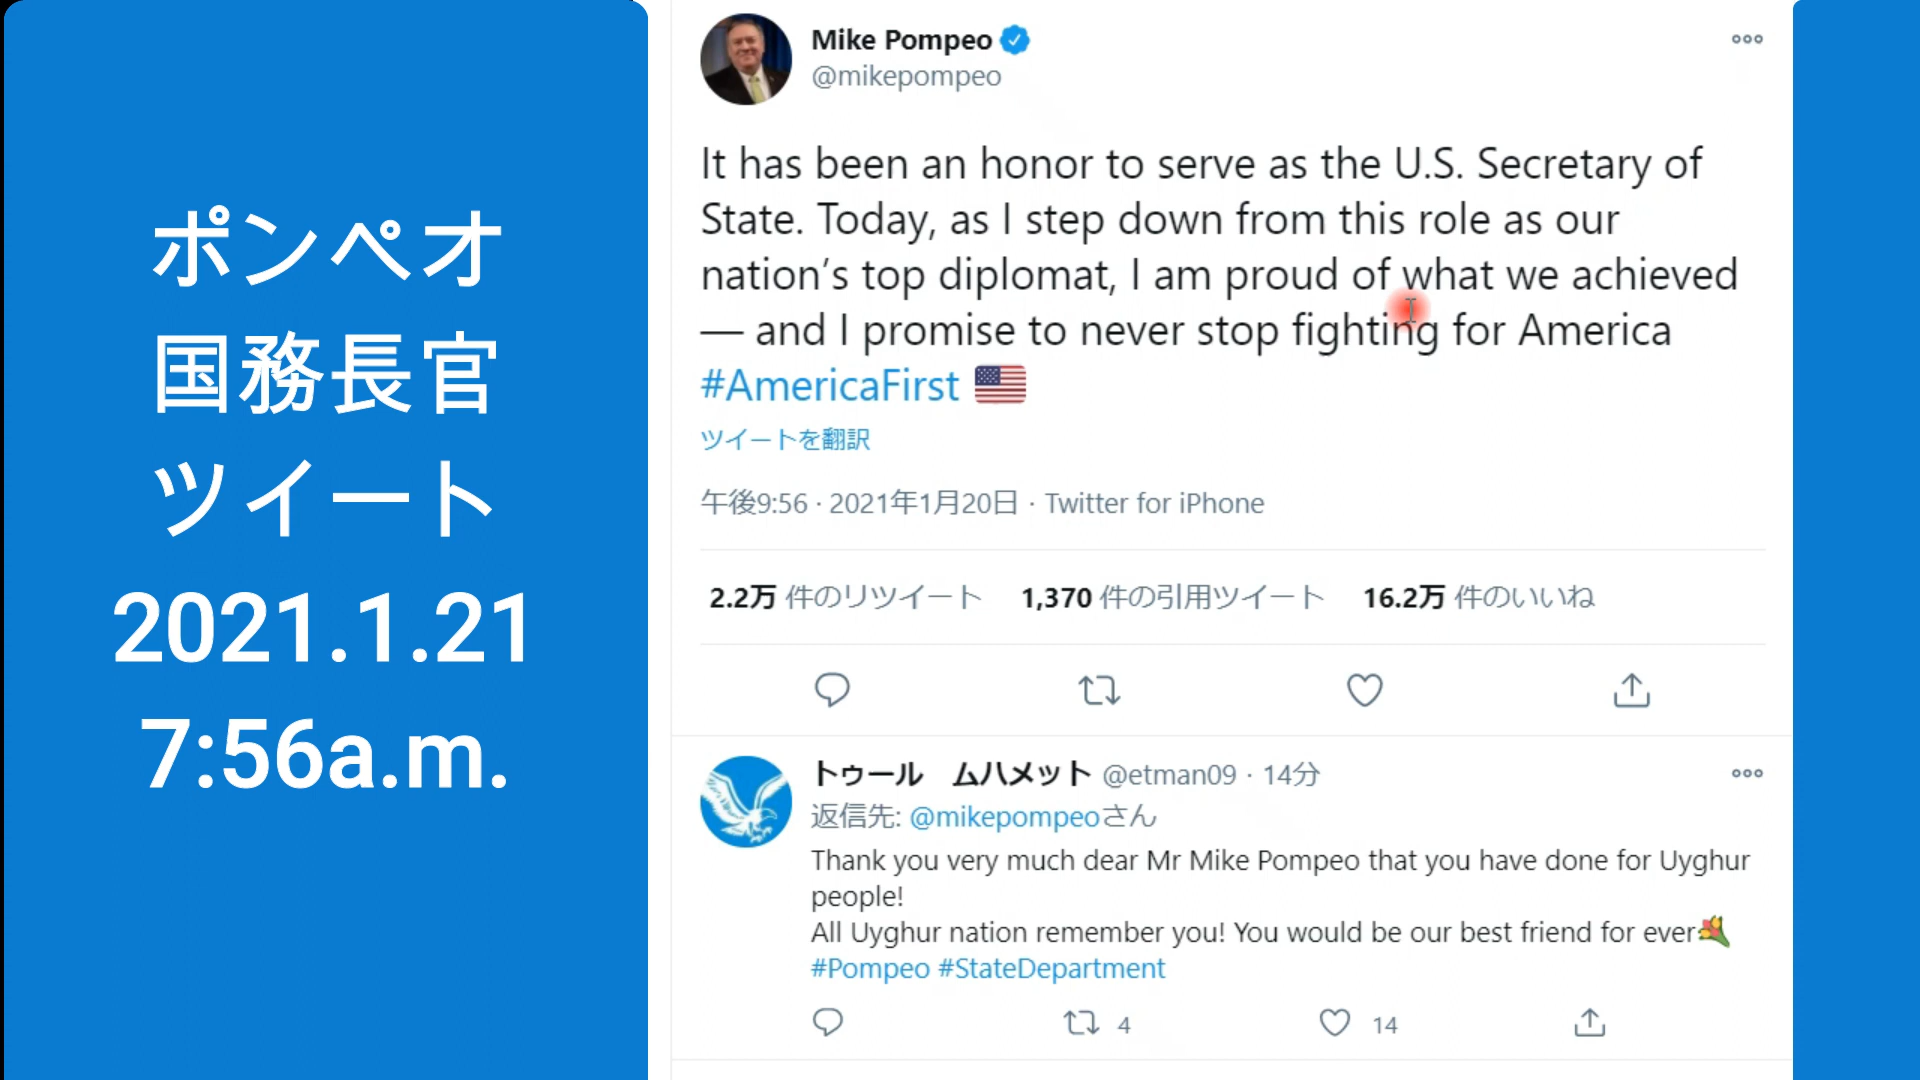 ポンペオ
国務長官
ツイート
2021.1.21
7:56a.m.
Mike Pompeo
@mikepompeo
It has been an honor to serve as the U.S. Secretary of
State. Today, as I step down from this role as our
nation’s top diplomat, I am proud of what we achieved
— and I promise to never stop fighting for America
#AmericaFirst 🇺🇸
ツイートを翻訳
午後9:56 · 2021年1月20日 · Twitter for iPhone
2.2万 件のリツイート 1,370 件の引用ツイート 16.2万 件のいいね
トゥール　ムハメット @etman09 · 14分
返信先: @mikepompeoさん
Thank you very much dear Mr Mike Pompeo that you have done for Uyghur
people!
All Uyghur nation remember you! You would be our best friend for ever💐
#Pompeo #StateDepartment
4 14